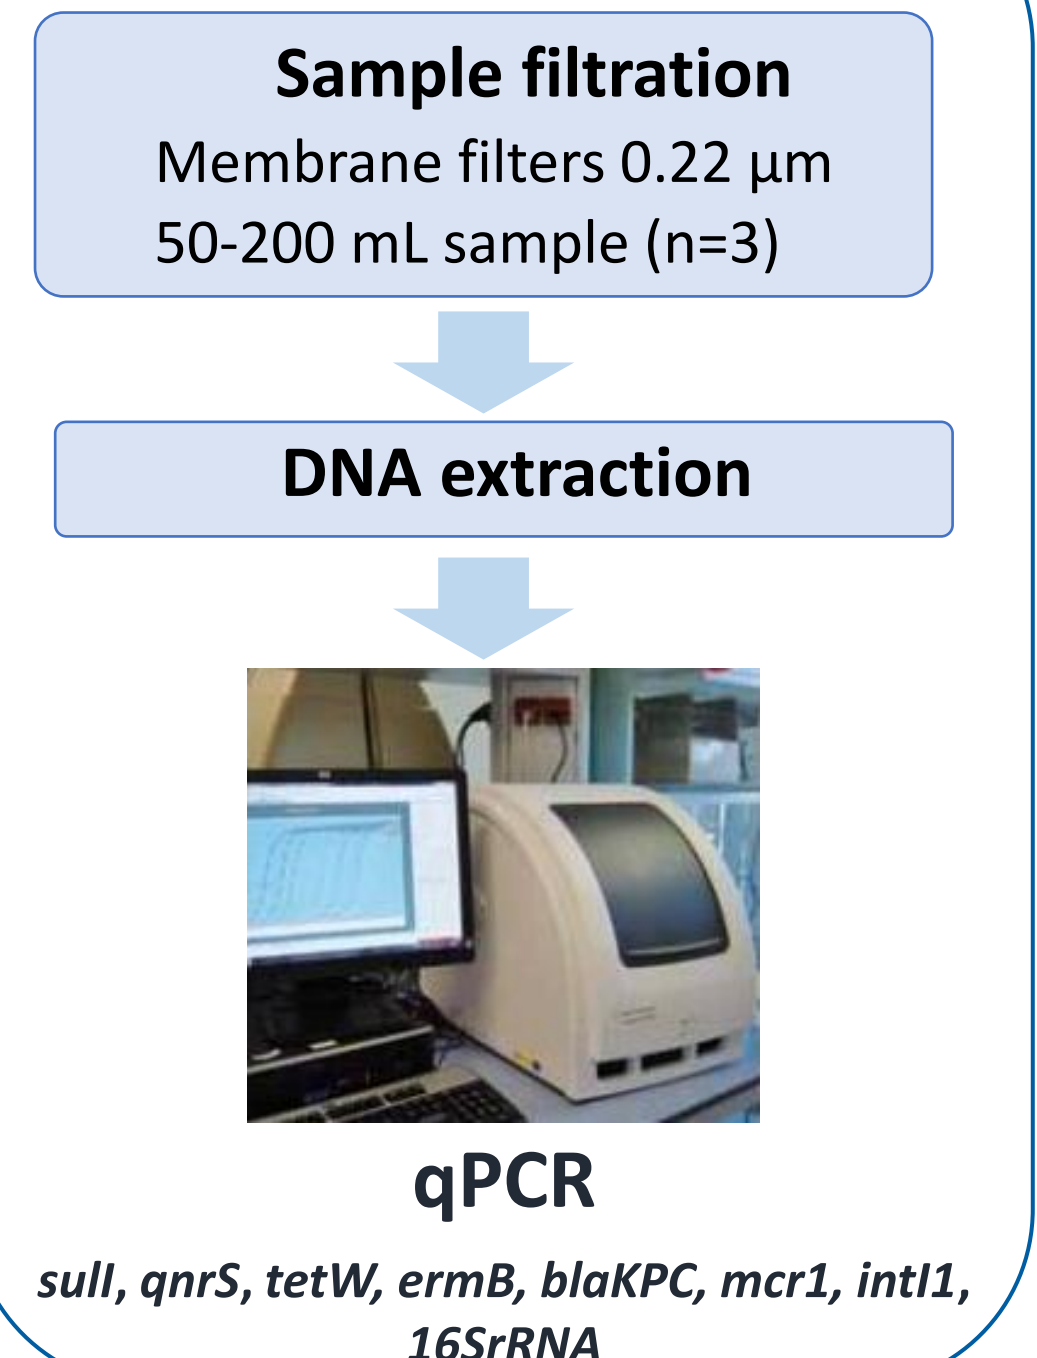 Sample filtration
Membrane filters 0.22 µm
50-200 mL sample (n=3)
DNA extraction
qPCR
sulI, qnrS, tetW, ermB, blaKPC, mcr1, intI1,
16SrRNA